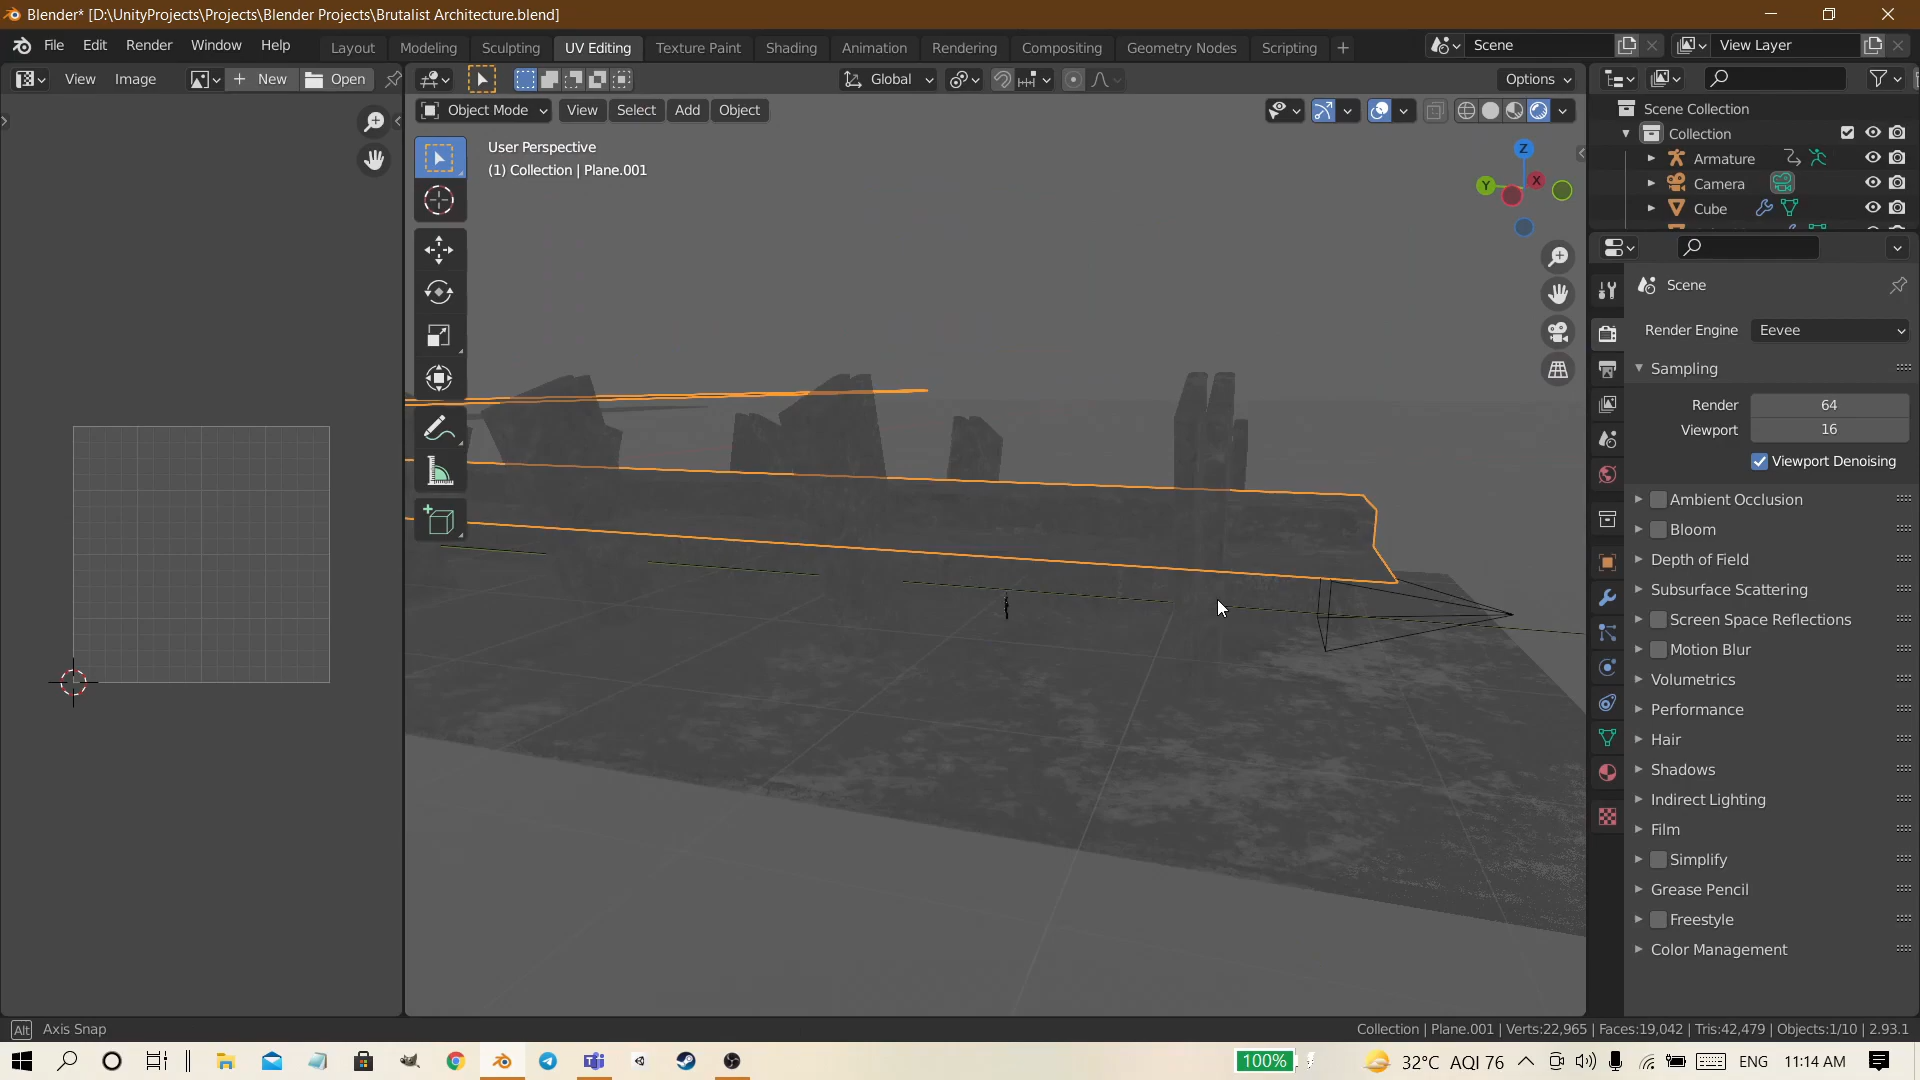 Blender* [D:\UnityProjects\Projects\Blender Projects\Brutalist Architecture.blend]
File Edit Render Window Help Layout Modeling Sculpting UV Editing Texture Paint Shading Animation Rendering Compositing Geometry Nodes Scripting + Scene View Layer
View Image New Open Global Options
Object Mode View Select Add Object
User Perspective
(1) Collection | Plane.001
Z
Y
X
Scene Collection
Collection
Armature
Camera
Cube
Scene
Render Engine Eevee
Sampling
Render 64
Viewport 16
Viewport Denoising
Ambient Occlusion
Bloom
Depth of Field
Subsurface Scattering
Screen Space Reflections
Motion Blur
Volumetrics
Performance
Hair
Shadows
Indirect Lighting
Film
Simplify
Grease Pencil
Freestyle
Color Management
Alt Axis Snap
Collection | Plane.001 | Verts:22,965 | Faces:19,042 | Tris:42,479 | Objects:1/10 | 2.93.1
100% 32°C AQI 76 ENG 11:14 AM